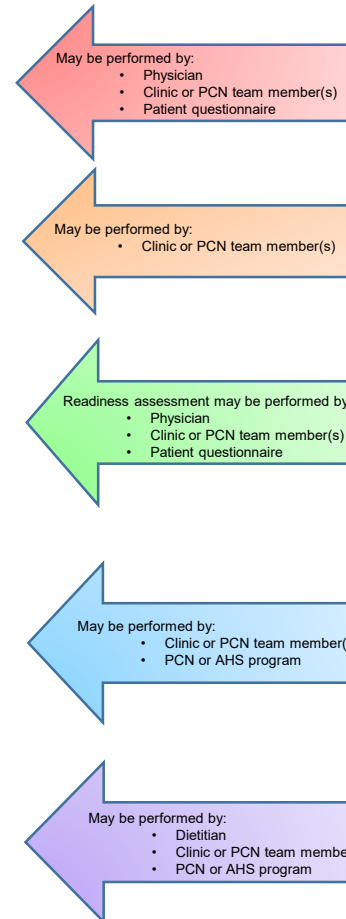 May be performed by:
• Physician
• Clinic or PCN team member(s)
• Patient questionnaire
May be performed by:
• Clinic or PCN team member(s)
Readiness assessment may be performed by
• Physician
• Clinic or PCN team member(s)
• Patient questionnaire
May be performed by:
• Clinic or PCN team member(
• PCN or AHS program
May be performed by:
• Dietitian
• Clinic or PCN team membe
• PCN or AHS program